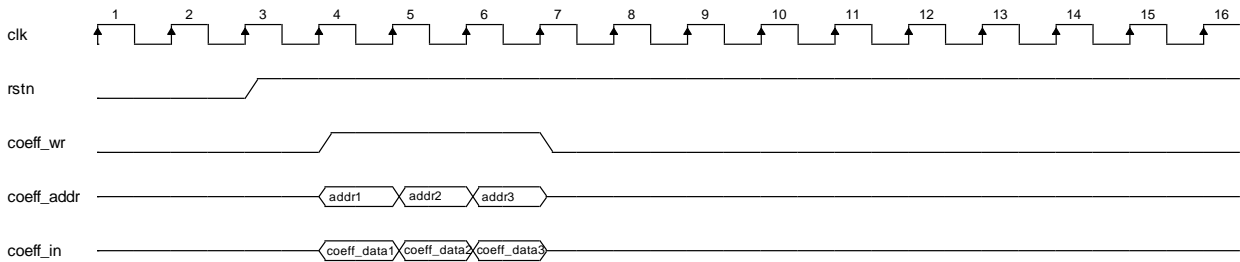 1 2 3 4 5 6 7 8 9 10 11 12 13 14 15 16
clk
rstn
coeff_wr
coeff_addr addr1 addr2 addr3
coeff_in coeff_data1 coeff_data2 coeff_data3